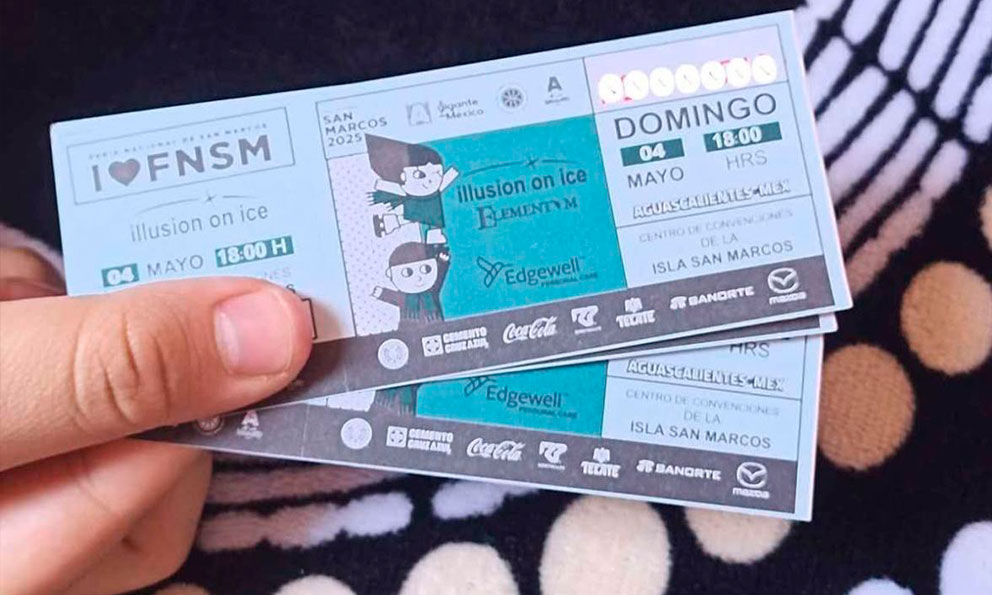 FERIA NACIONAL DE SAN MARCOS
I ♥ FNSM
illusion on ice
04 MAYO 18:00 H
SAN
MARCOS
2025
gigante
de México
illusion on ice
ELEMENTVM
Edgewell
PERSONAL CARE
DOMINGO
04 18:00
MAYO HRS
AGUASCALIENTES-MEX
CENTRO DE CONVENCIONES
DE LA
ISLA SAN MARCOS
CEMENTO
CRUZ AZUL
Coca-Cola
TECATE
BANORTE
mazda
HRS
AGUASCALIENTES-MEX
CENTRO DE CONVENCIONES
DE LA
ISLA SAN MARCOS
Edgewell
PERSONAL CARE
CEMENTO
CRUZ AZUL
Coca-Cola
TECATE
BANORTE
mazda